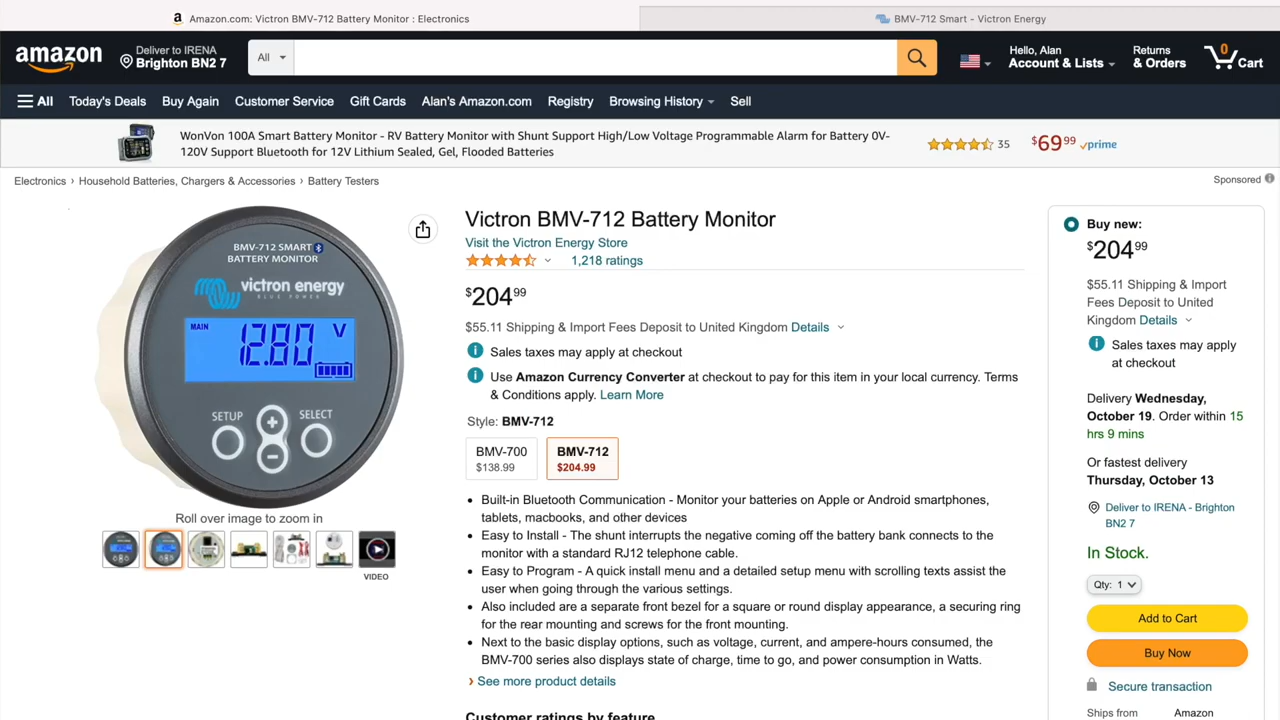 Amazon.com: Victron BMV-712 Battery Monitor : Electronics
BMV-712 Smart - Victron Energy
amazon
Deliver to IRENA
Brighton BN2 7
All
Hello, Alan
Account & Lists
Returns
& Orders
0
Cart
All
Today's Deals
Buy Again
Customer Service
Gift Cards
Alan's Amazon.com
Registry
Browsing History
Sell
WonVon 100A Smart Battery Monitor - RV Battery Monitor with Shunt Support High/Low Voltage Programmable Alarm for Battery 0V-
120V Support Bluetooth for 12V Lithium Sealed, Gel, Flooded Batteries
35
$69 99 prime
Electronics › Household Batteries, Chargers & Accessories › Battery Testers
Sponsored
BMV-712 SMART
BATTERY MONITOR
victron energy
BLUE POWER
MAIN
12.80 V
SETUP
SELECT
+
-
Roll over image to zoom in
VIDEO
Victron BMV-712 Battery Monitor
Visit the Victron Energy Store
1,218 ratings
$204 99
$55.11 Shipping & Import Fees Deposit to United Kingdom Details
Sales taxes may apply at checkout
Use Amazon Currency Converter at checkout to pay for this item in your local currency. Terms
& Conditions apply. Learn More
Style: BMV-712
BMV-700
$138.99
BMV-712
$204.99
• Built-in Bluetooth Communication - Monitor your batteries on Apple or Android smartphones,
tablets, macbooks, and other devices
• Easy to Install - The shunt interrupts the negative coming off the battery bank connects to the
monitor with a standard RJ12 telephone cable.
• Easy to Program - A quick install menu and a detailed setup menu with scrolling texts assist the
user when going through the various settings.
• Also included are a separate front bezel for a square or round display appearance, a securing ring
for the rear mounting and screws for the front mounting.
• Next to the basic display options, such as voltage, current, and ampere-hours consumed, the
BMV-700 series also displays state of charge, time to go, and power consumption in Watts.
› See more product details
Customer ratings by feature
Buy new:
$204 99
$55.11 Shipping & Import
Fees Deposit to United
Kingdom Details
Sales taxes may apply
at checkout
Delivery Wednesday,
October 19. Order within 15
hrs 9 mins
Or fastest delivery
Thursday, October 13
Deliver to IRENA - Brighton
BN2 7
In Stock.
Qty: 1
Add to Cart
Buy Now
Secure transaction
Ships from Amazon